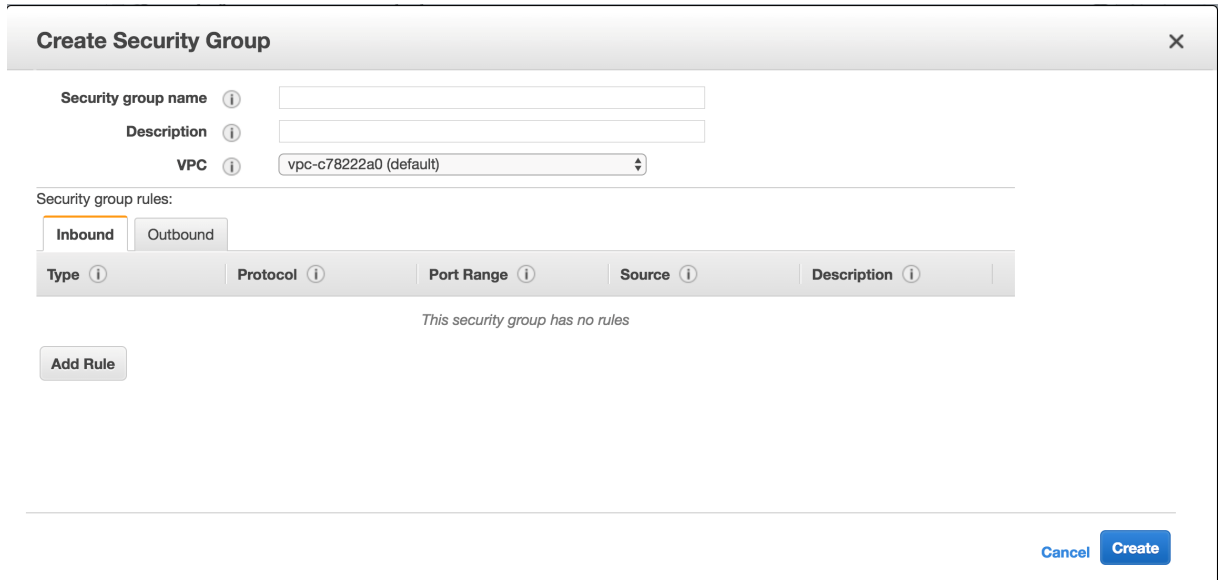 Create Security Group
Security group name
Description
VPC vpc-c78222a0 (default)
Security group rules:
Inbound Outbound
Type Protocol Port Range Source Description
This security group has no rules
Add Rule
Cancel Create